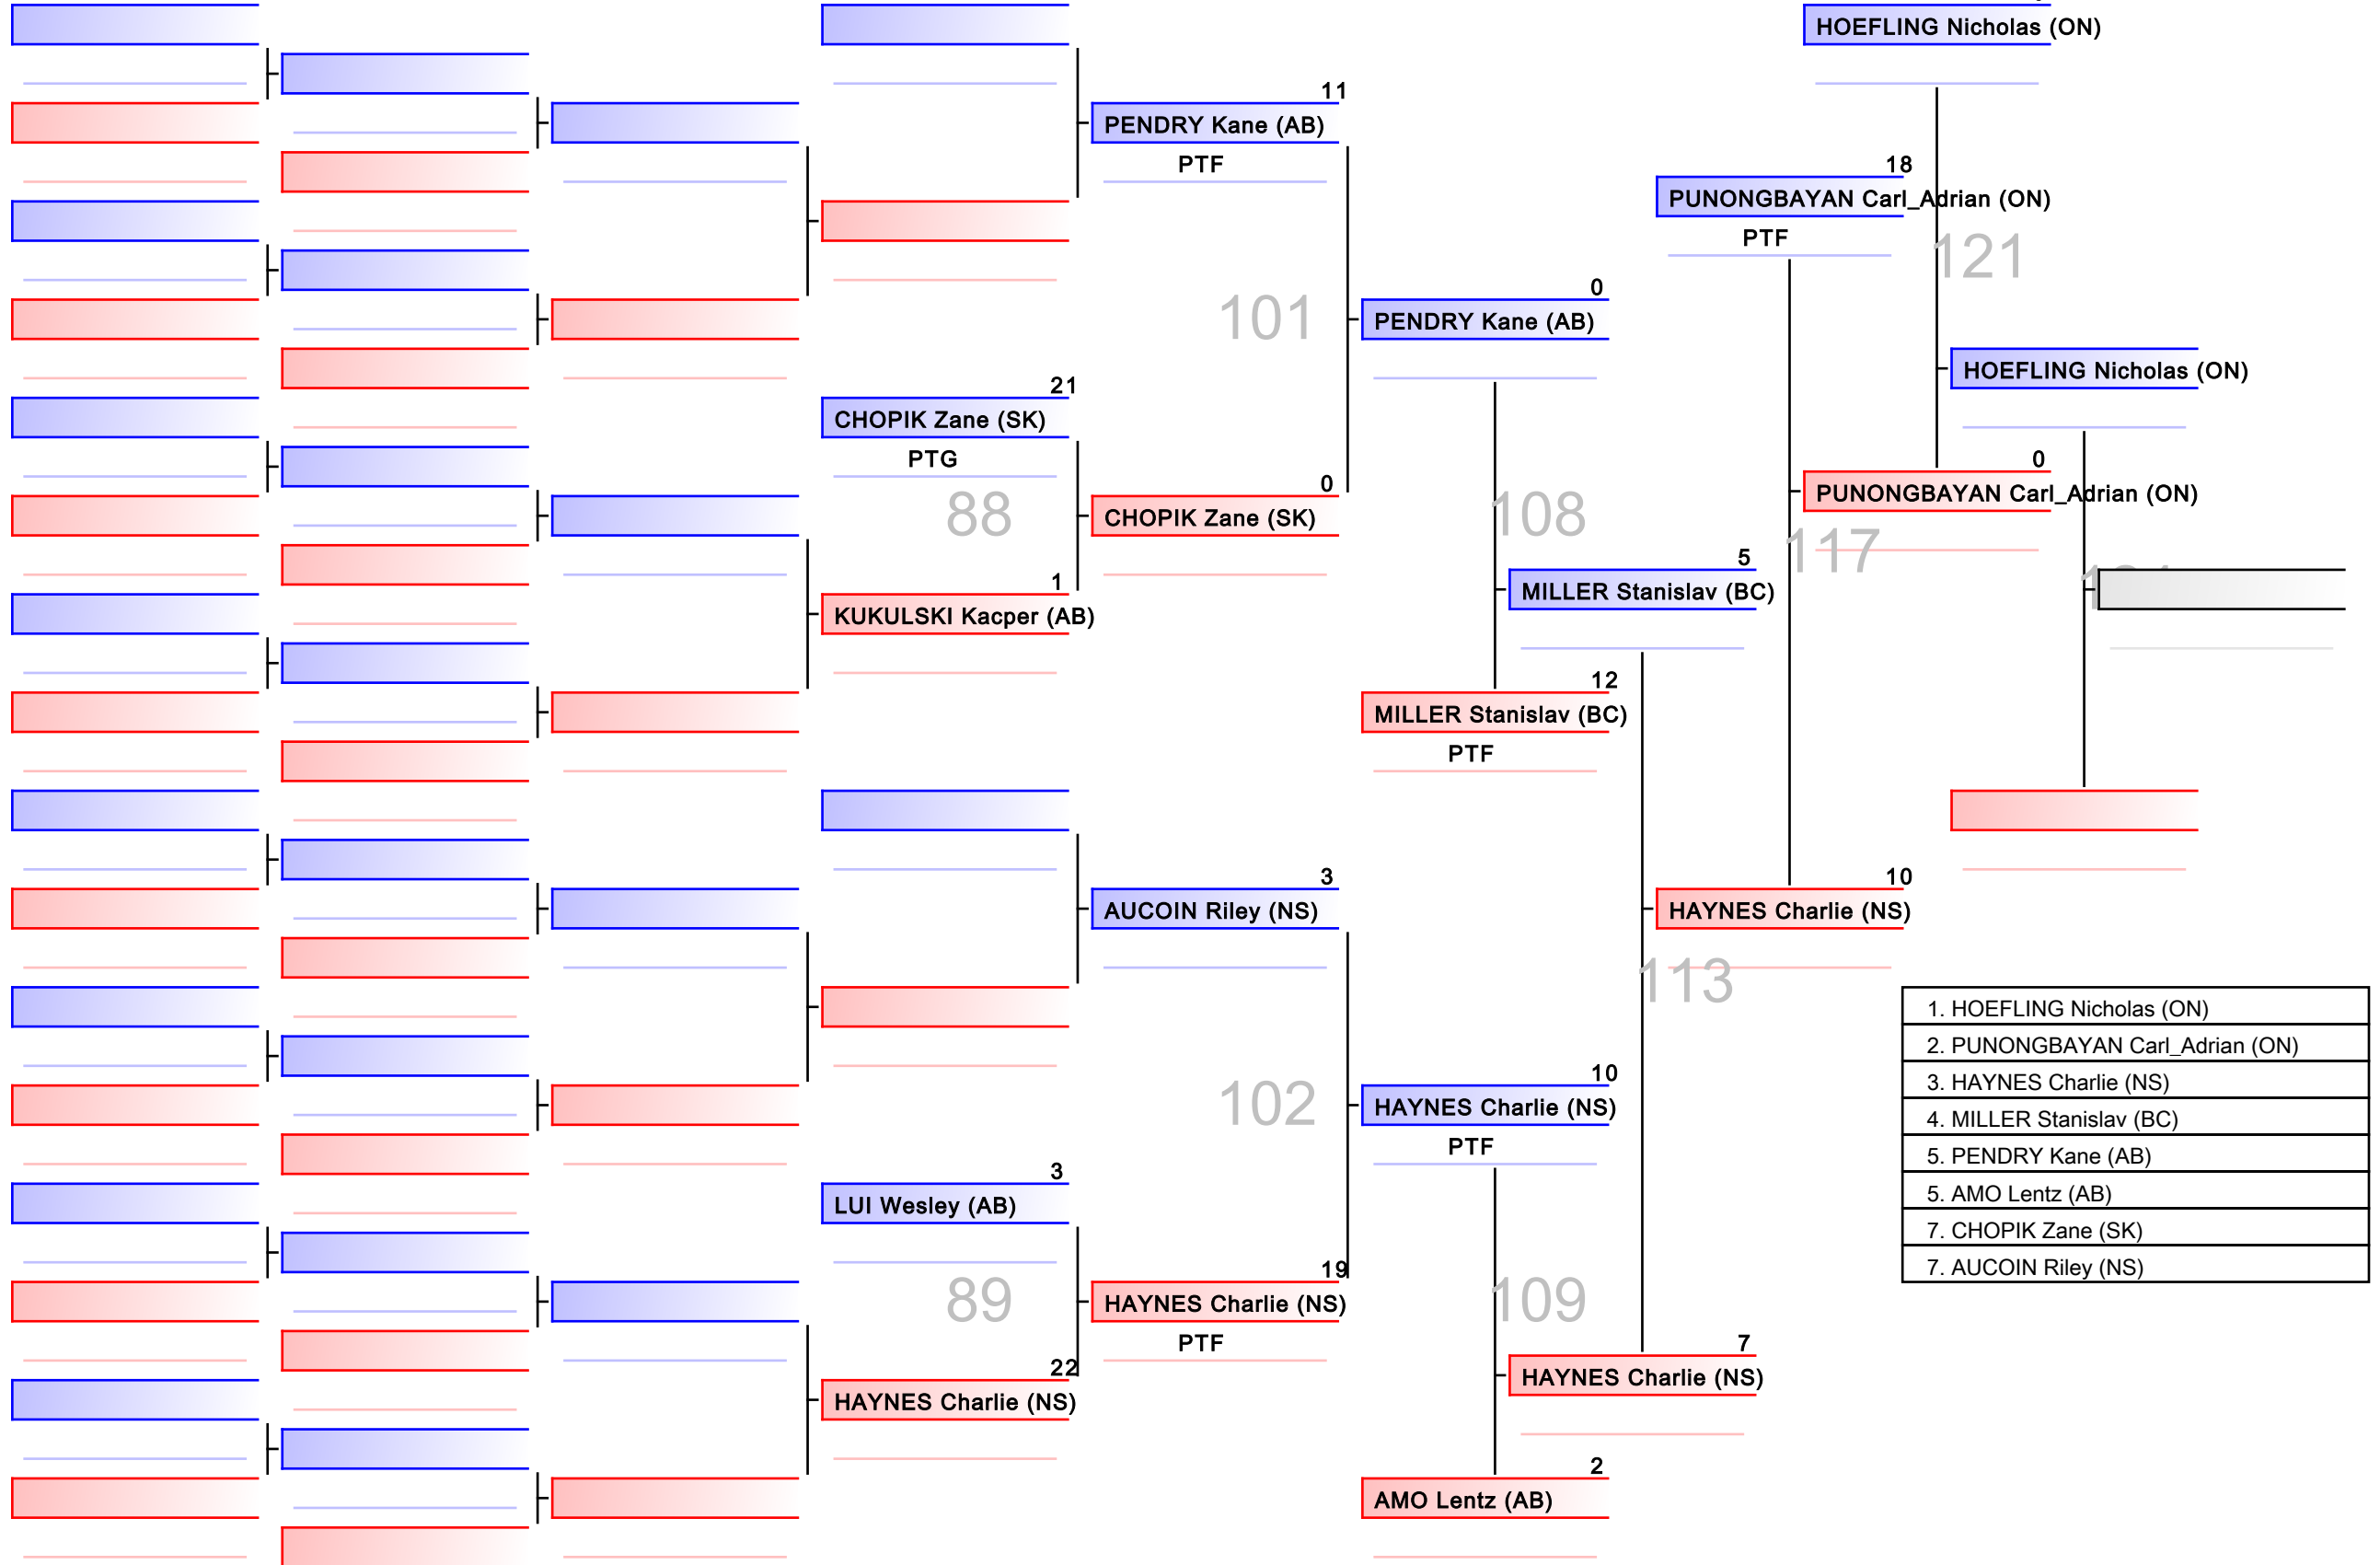 HOEFLING Nicholas (ON)
11
PENDRY Kane (AB)
PTF
18
PUNONGBAYAN Carl_Adrian (ON)
PTF
121
0
PENDRY Kane (AB)
101
HOEFLING Nicholas (ON)
21
CHOPIK Zane (SK)
PTG
0
PUNONGBAYAN Carl_Adrian (ON)
0
CHOPIK Zane (SK)
88
108
117
5
MILLER Stanislav (BC)
1
KUKULSKI Kacper (AB)
12
MILLER Stanislav (BC)
PTF
3
AUCOIN Riley (NS)
10
HAYNES Charlie (NS)
113
1. HOEFLING Nicholas (ON)
2. PUNONGBAYAN Carl_Adrian (ON)
3. HAYNES Charlie (NS)
4. MILLER Stanislav (BC)
5. PENDRY Kane (AB)
5. AMO Lentz (AB)
7. CHOPIK Zane (SK)
7. AUCOIN Riley (NS)
102
10
HAYNES Charlie (NS)
PTF
3
LUI Wesley (AB)
19
HAYNES Charlie (NS)
PTF
89
109
22
HAYNES Charlie (NS)
7
HAYNES Charlie (NS)
2
AMO Lentz (AB)